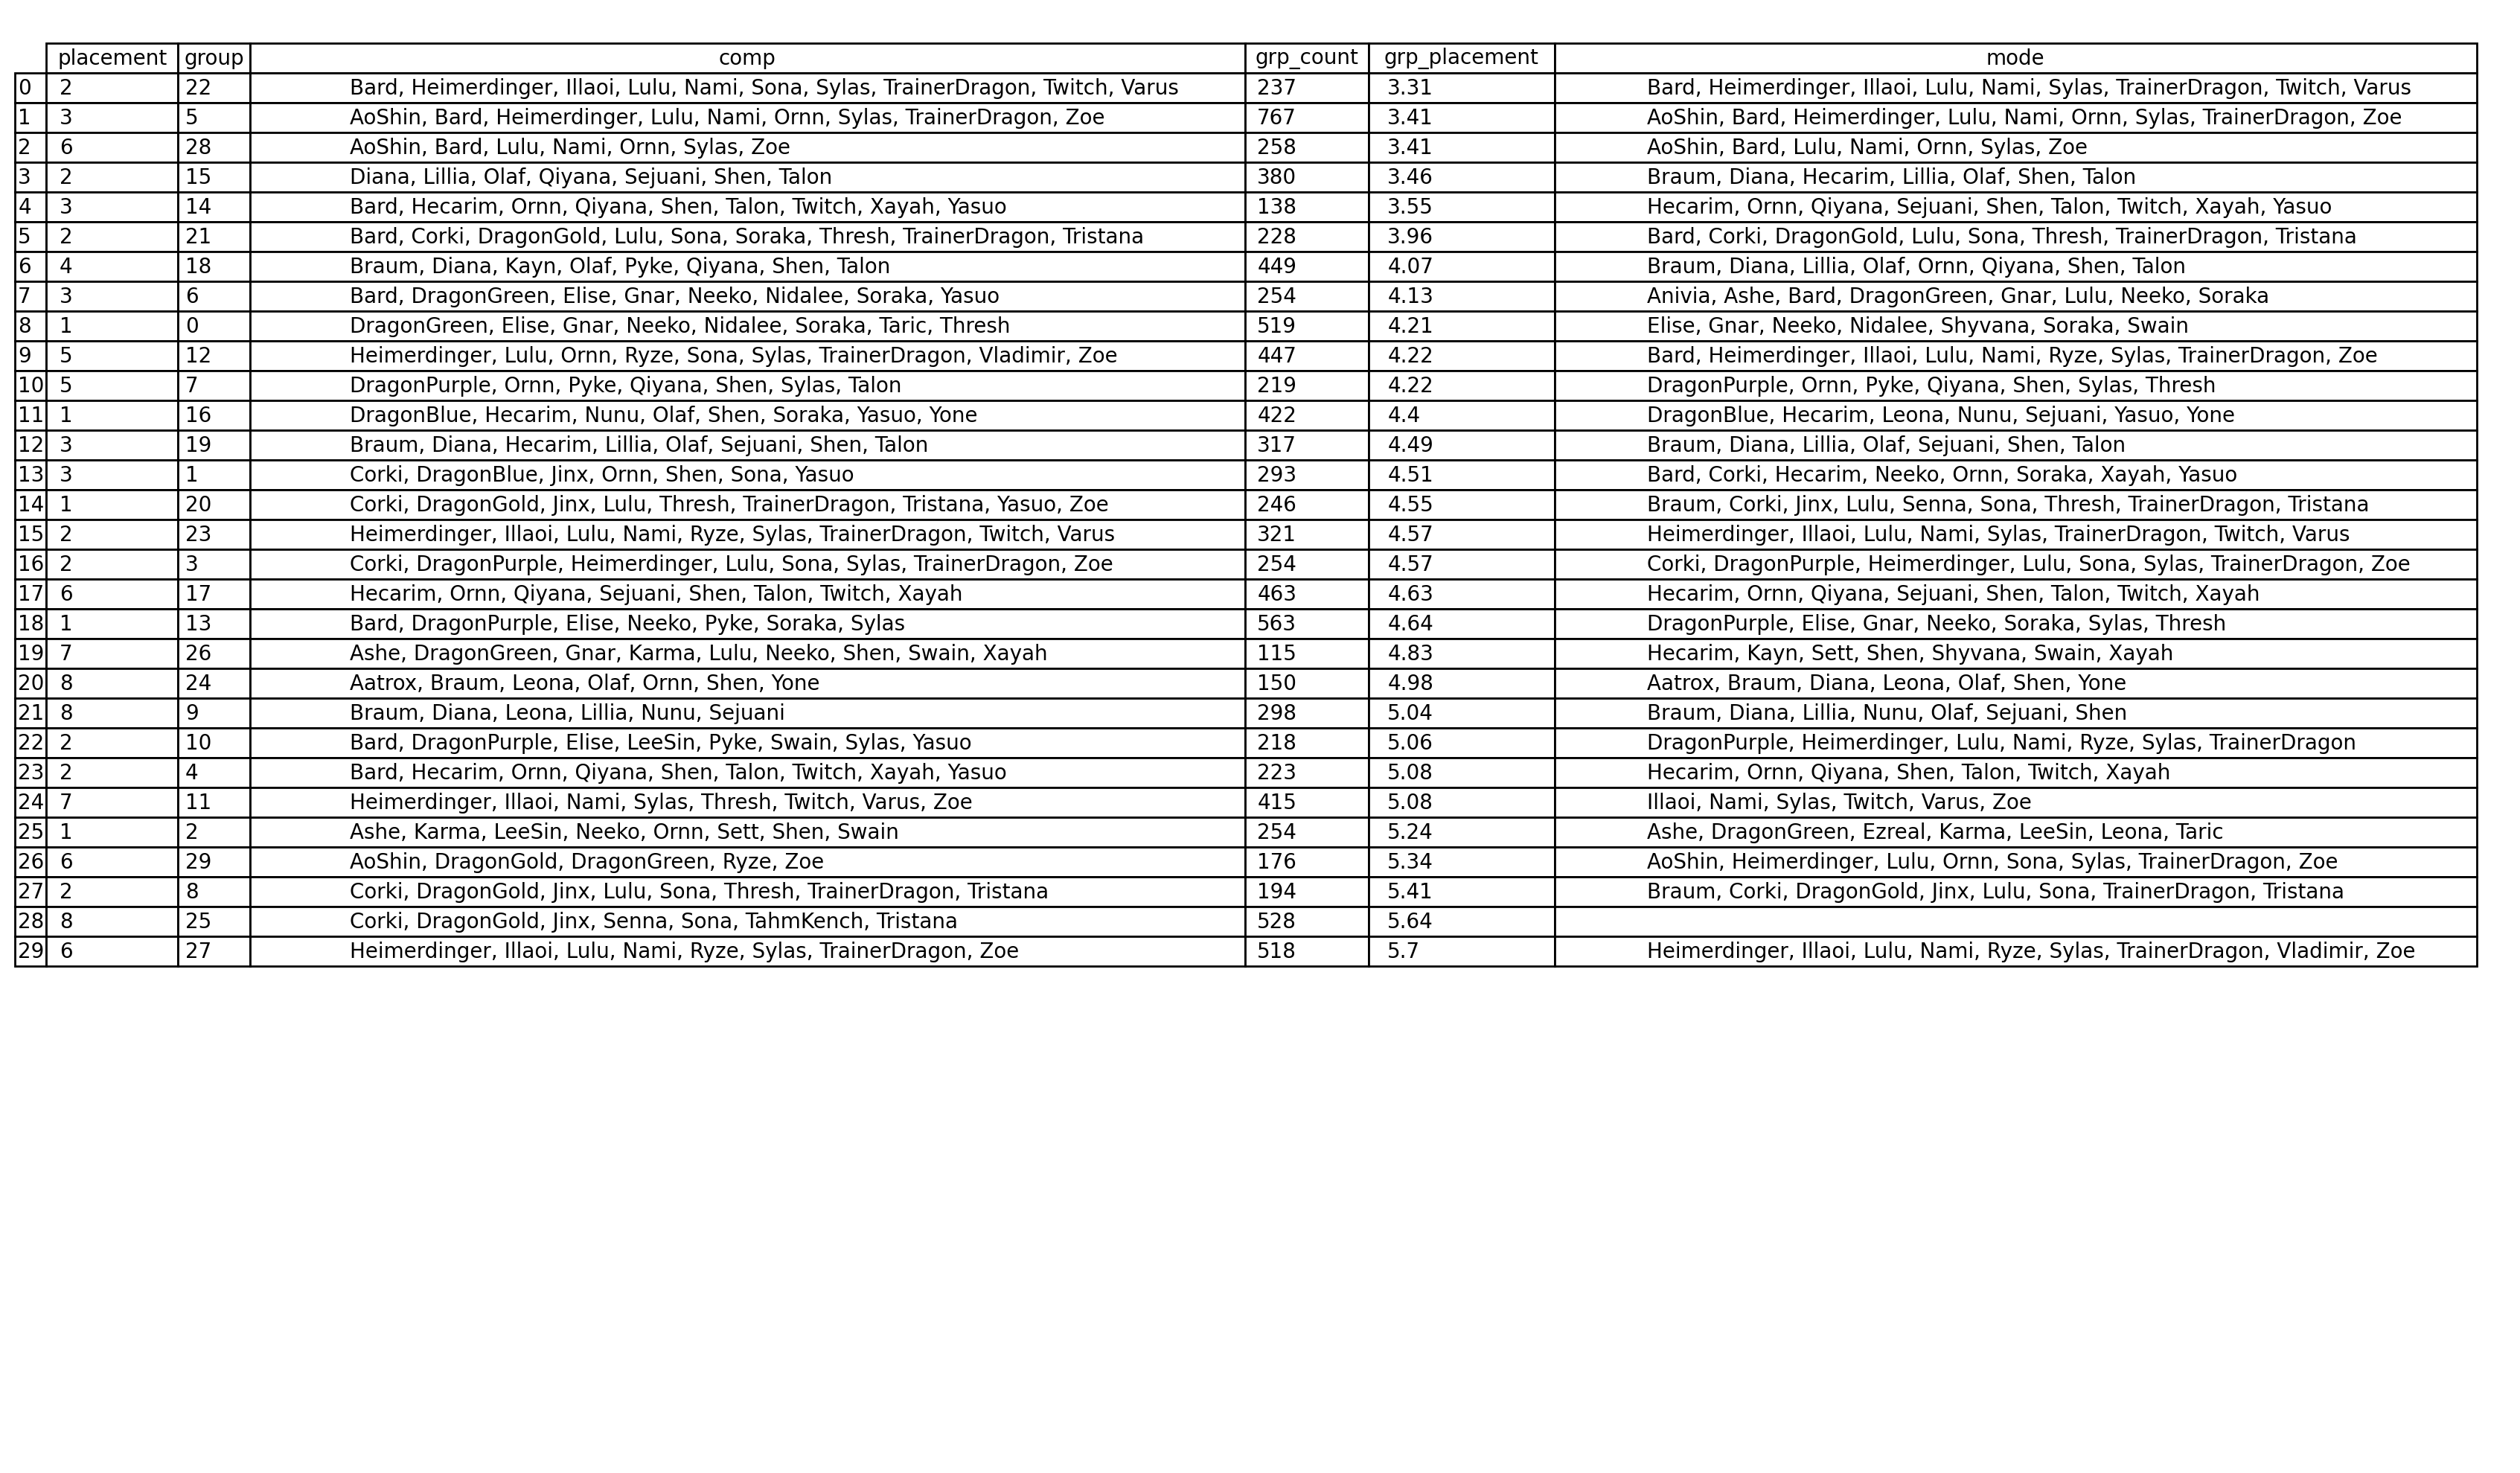 placement group comp grp_count grp_placement mode
0 2 22 Bard, Heimerdinger, Illaoi, Lulu, Nami, Sona, Sylas, TrainerDragon, Twitch, Varus 237 3.31 Bard, Heimerdinger, Illaoi, Lulu, Nami, Sylas, TrainerDragon, Twitch, Varus
1 3 5 AoShin, Bard, Heimerdinger, Lulu, Nami, Ornn, Sylas, TrainerDragon, Zoe 767 3.41 AoShin, Bard, Heimerdinger, Lulu, Nami, Ornn, Sylas, TrainerDragon, Zoe
2 6 28 AoShin, Bard, Lulu, Nami, Ornn, Sylas, Zoe 258 3.41 AoShin, Bard, Lulu, Nami, Ornn, Sylas, Zoe
3 2 15 Diana, Lillia, Olaf, Qiyana, Sejuani, Shen, Talon 380 3.46 Braum, Diana, Hecarim, Lillia, Olaf, Shen, Talon
4 3 14 Bard, Hecarim, Ornn, Qiyana, Shen, Talon, Twitch, Xayah, Yasuo 138 3.55 Hecarim, Ornn, Qiyana, Sejuani, Shen, Talon, Twitch, Xayah, Yasuo
5 2 21 Bard, Corki, DragonGold, Lulu, Sona, Soraka, Thresh, TrainerDragon, Tristana 228 3.96 Bard, Corki, DragonGold, Lulu, Sona, Thresh, TrainerDragon, Tristana
6 4 18 Braum, Diana, Kayn, Olaf, Pyke, Qiyana, Shen, Talon 449 4.07 Braum, Diana, Lillia, Olaf, Ornn, Qiyana, Shen, Talon
7 3 6 Bard, DragonGreen, Elise, Gnar, Neeko, Nidalee, Soraka, Yasuo 254 4.13 Anivia, Ashe, Bard, DragonGreen, Gnar, Lulu, Neeko, Soraka
8 1 0 DragonGreen, Elise, Gnar, Neeko, Nidalee, Soraka, Taric, Thresh 519 4.21 Elise, Gnar, Neeko, Nidalee, Shyvana, Soraka, Swain
9 5 12 Heimerdinger, Lulu, Ornn, Ryze, Sona, Sylas, TrainerDragon, Vladimir, Zoe 447 4.22 Bard, Heimerdinger, Illaoi, Lulu, Nami, Ryze, Sylas, TrainerDragon, Zoe
10 5 7 DragonPurple, Ornn, Pyke, Qiyana, Shen, Sylas, Talon 219 4.22 DragonPurple, Ornn, Pyke, Qiyana, Shen, Sylas, Thresh
11 1 16 DragonBlue, Hecarim, Nunu, Olaf, Shen, Soraka, Yasuo, Yone 422 4.4 DragonBlue, Hecarim, Leona, Nunu, Sejuani, Yasuo, Yone
12 3 19 Braum, Diana, Hecarim, Lillia, Olaf, Sejuani, Shen, Talon 317 4.49 Braum, Diana, Lillia, Olaf, Sejuani, Shen, Talon
13 3 1 Corki, DragonBlue, Jinx, Ornn, Shen, Sona, Yasuo 293 4.51 Bard, Corki, Hecarim, Neeko, Ornn, Soraka, Xayah, Yasuo
14 1 20 Corki, DragonGold, Jinx, Lulu, Thresh, TrainerDragon, Tristana, Yasuo, Zoe 246 4.55 Braum, Corki, Jinx, Lulu, Senna, Sona, Thresh, TrainerDragon, Tristana
15 2 23 Heimerdinger, Illaoi, Lulu, Nami, Ryze, Sylas, TrainerDragon, Twitch, Varus 321 4.57 Heimerdinger, Illaoi, Lulu, Nami, Sylas, TrainerDragon, Twitch, Varus
16 2 3 Corki, DragonPurple, Heimerdinger, Lulu, Sona, Sylas, TrainerDragon, Zoe 254 4.57 Corki, DragonPurple, Heimerdinger, Lulu, Sona, Sylas, TrainerDragon, Zoe
17 6 17 Hecarim, Ornn, Qiyana, Sejuani, Shen, Talon, Twitch, Xayah 463 4.63 Hecarim, Ornn, Qiyana, Sejuani, Shen, Talon, Twitch, Xayah
18 1 13 Bard, DragonPurple, Elise, Neeko, Pyke, Soraka, Sylas 563 4.64 DragonPurple, Elise, Gnar, Neeko, Soraka, Sylas, Thresh
19 7 26 Ashe, DragonGreen, Gnar, Karma, Lulu, Neeko, Shen, Swain, Xayah 115 4.83 Hecarim, Kayn, Sett, Shen, Shyvana, Swain, Xayah
20 8 24 Aatrox, Braum, Leona, Olaf, Ornn, Shen, Yone 150 4.98 Aatrox, Braum, Diana, Leona, Olaf, Shen, Yone
21 8 9 Braum, Diana, Leona, Lillia, Nunu, Sejuani 298 5.04 Braum, Diana, Lillia, Nunu, Olaf, Sejuani, Shen
22 2 10 Bard, DragonPurple, Elise, LeeSin, Pyke, Swain, Sylas, Yasuo 218 5.06 DragonPurple, Heimerdinger, Lulu, Nami, Ryze, Sylas, TrainerDragon
23 2 4 Bard, Hecarim, Ornn, Qiyana, Shen, Talon, Twitch, Xayah, Yasuo 223 5.08 Hecarim, Ornn, Qiyana, Shen, Talon, Twitch, Xayah
24 7 11 Heimerdinger, Illaoi, Nami, Sylas, Thresh, Twitch, Varus, Zoe 415 5.08 Illaoi, Nami, Sylas, Twitch, Varus, Zoe
25 1 2 Ashe, Karma, LeeSin, Neeko, Ornn, Sett, Shen, Swain 254 5.24 Ashe, DragonGreen, Ezreal, Karma, LeeSin, Leona, Taric
26 6 29 AoShin, DragonGold, DragonGreen, Ryze, Zoe 176 5.34 AoShin, Heimerdinger, Lulu, Ornn, Sona, Sylas, TrainerDragon, Zoe
27 2 8 Corki, DragonGold, Jinx, Lulu, Sona, Thresh, TrainerDragon, Tristana 194 5.41 Braum, Corki, DragonGold, Jinx, Lulu, Sona, TrainerDragon, Tristana
28 8 25 Corki, DragonGold, Jinx, Senna, Sona, TahmKench, Tristana 528 5.64
29 6 27 Heimerdinger, Illaoi, Lulu, Nami, Ryze, Sylas, TrainerDragon, Zoe 518 5.7 Heimerdinger, Illaoi, Lulu, Nami, Ryze, Sylas, TrainerDragon, Vladimir, Zoe